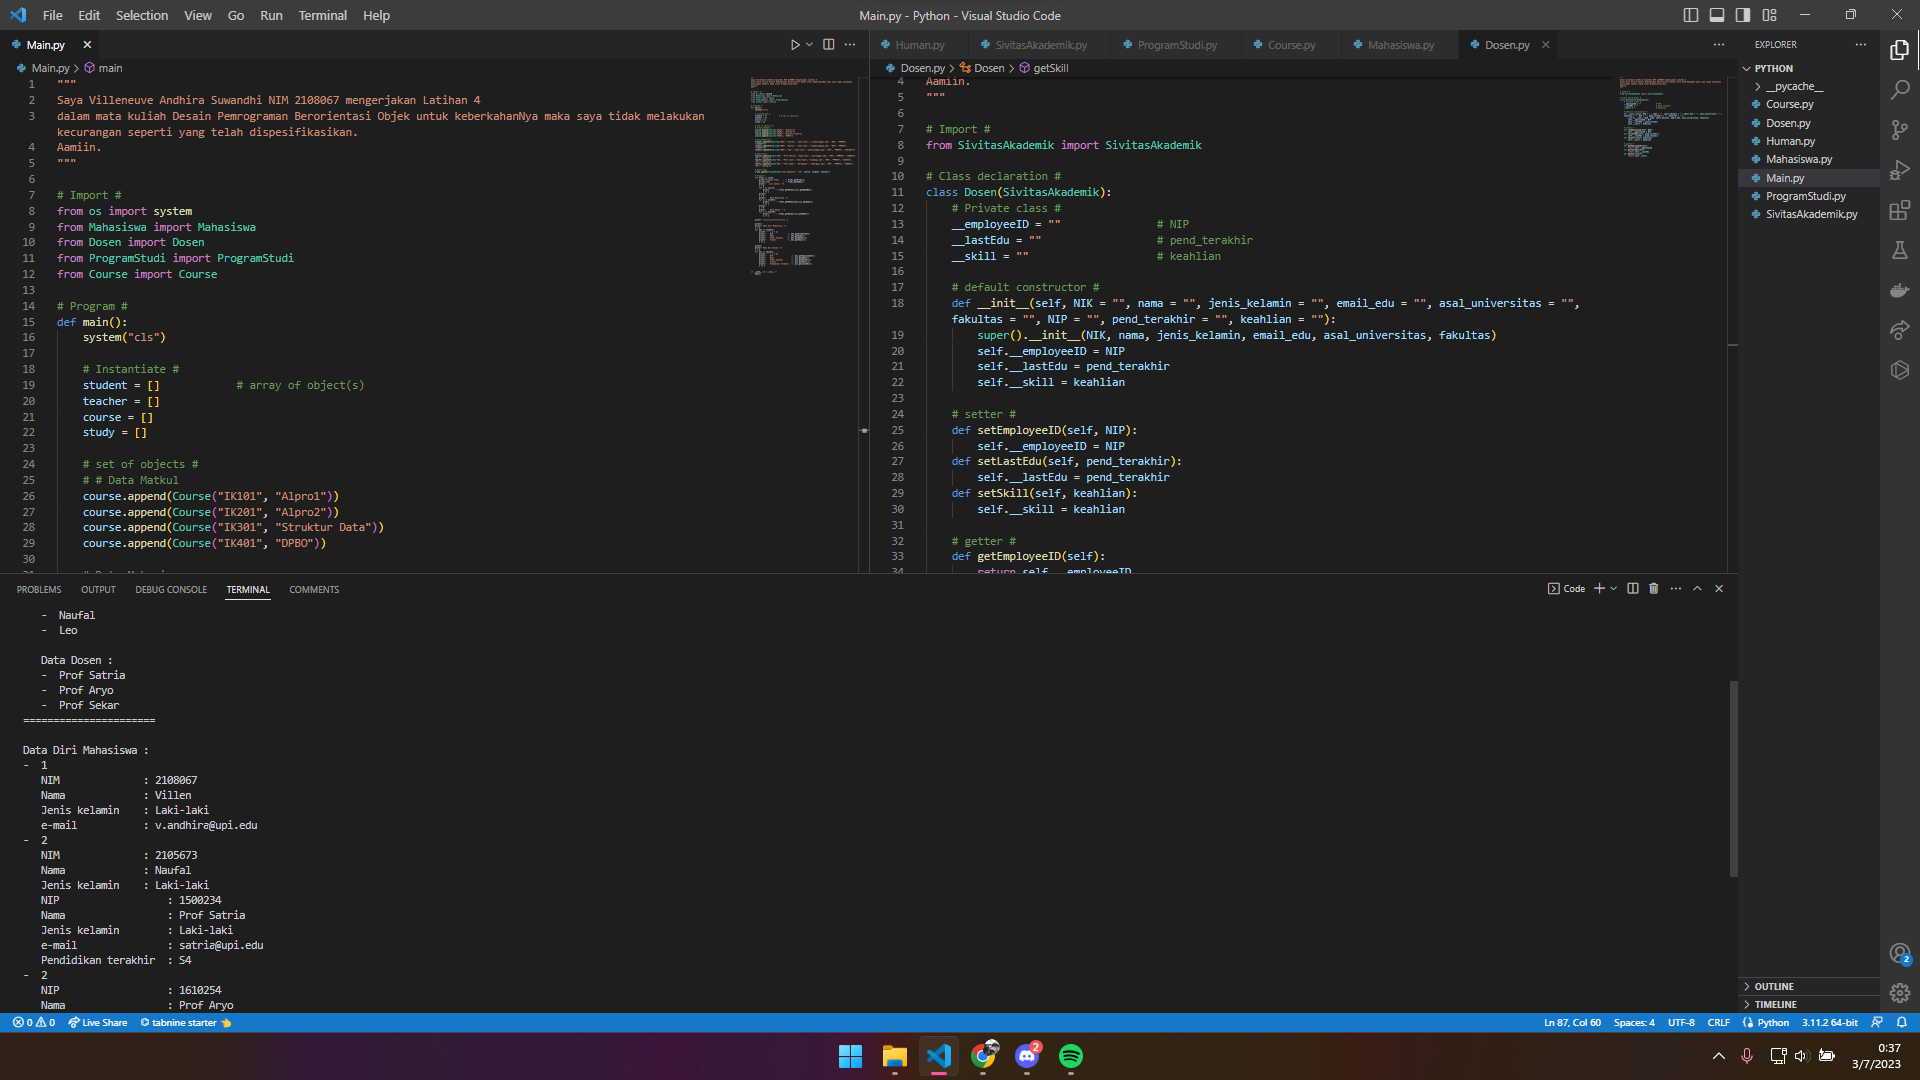 File Edit Selection View Go Run Terminal Help
Main.py - Python - Visual Studio Code
Main.py
Main.py > main
1 """
2 Saya Villeneuve Andhira Suwandhi NIM 2108067 mengerjakan Latihan 4
3 dalam mata kuliah Desain Pemrograman Berorientasi Objek untuk keberkahanNya maka saya tidak melakukan
kecurangan seperti yang telah dispesifikasikan.
4 Aamiin.
5 """
6
7 # Import #
8 from os import system
9 from Mahasiswa import Mahasiswa
10 from Dosen import Dosen
11 from ProgramStudi import ProgramStudi
12 from Course import Course
13
14 # Program #
15 def main():
16 system("cls")
17
18 # Instantiate #
19 student = [] # array of object(s)
20 teacher = []
21 course = []
22 study = []
23
24 # set of objects #
25 # # Data Matkul
26 course.append(Course("IK101", "Alpro1"))
27 course.append(Course("IK201", "Alpro2"))
28 course.append(Course("IK301", "Struktur Data"))
29 course.append(Course("IK401", "DPBO"))
30
Human.py SivitasAkademik.py ProgramStudi.py Course.py Mahasiswa.py Dosen.py
Dosen.py > Dosen > getSkill
4 Aamiin.
5 """
6
7 # Import #
8 from SivitasAkademik import SivitasAkademik
9
10 # Class declaration #
11 class Dosen(SivitasAkademik):
12 # Private class #
13 __employeeID = "" # NIP
14 __lastEdu = "" # pend_terakhir
15 __skill = "" # keahlian
16
17 # default constructor #
18 def __init__(self, NIK = "", nama = "", jenis_kelamin = "", email_edu = "", asal_universitas = "",
fakultas = "", NIP = "", pend_terakhir = "", keahlian = ""):
19 super().__init__(NIK, nama, jenis_kelamin, email_edu, asal_universitas, fakultas)
20 self.__employeeID = NIP
21 self.__lastEdu = pend_terakhir
22 self.__skill = keahlian
23
24 # setter #
25 def setEmployeeID(self, NIP):
26 self.__employeeID = NIP
27 def setLastEdu(self, pend_terakhir):
28 self.__lastEdu = pend_terakhir
29 def setSkill(self, keahlian):
30 self.__skill = keahlian
31
32 # getter #
33 def getEmployeeID(self):
34 return self.__employeeID
EXPLORER
PYTHON
__pycache__
Course.py
Dosen.py
Human.py
Mahasiswa.py
Main.py
ProgramStudi.py
SivitasAkademik.py
OUTLINE
TIMELINE
PROBLEMS OUTPUT DEBUG CONSOLE TERMINAL COMMENTS
Code
- Naufal
- Leo
Data Dosen :
- Prof Satria
- Prof Aryo
- Prof Sekar
======================
Data Diri Mahasiswa :
- 1
NIM : 2108067
Nama : Villen
Jenis kelamin : Laki-laki
e-mail : v.andhira@upi.edu
- 2
NIM : 2105673
Nama : Naufal
Jenis kelamin : Laki-laki
NIP : 1500234
Nama : Prof Satria
Jenis kelamin : Laki-laki
e-mail : satria@upi.edu
Pendidikan terakhir : S4
- 2
NIP : 1610254
Nama : Prof Aryo
0 0 Live Share tabnine starter
Ln 87, Col 60 Spaces: 4 UTF-8 CRLF Python 3.11.2 64-bit
2
2
0:37
3/7/2023